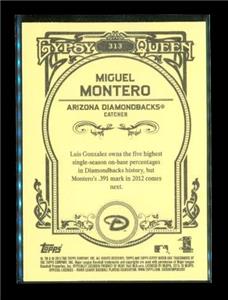 GYPSY QUEEN
313
MIGUEL
MONTERO
ARIZONA DIAMONDBACKS®
CATCHER
Luis Gonzalez owns the five highest
single-season on-base percentages
in Diamondbacks history, but
Montero's .391 mark in 2012 comes
next.
Topps